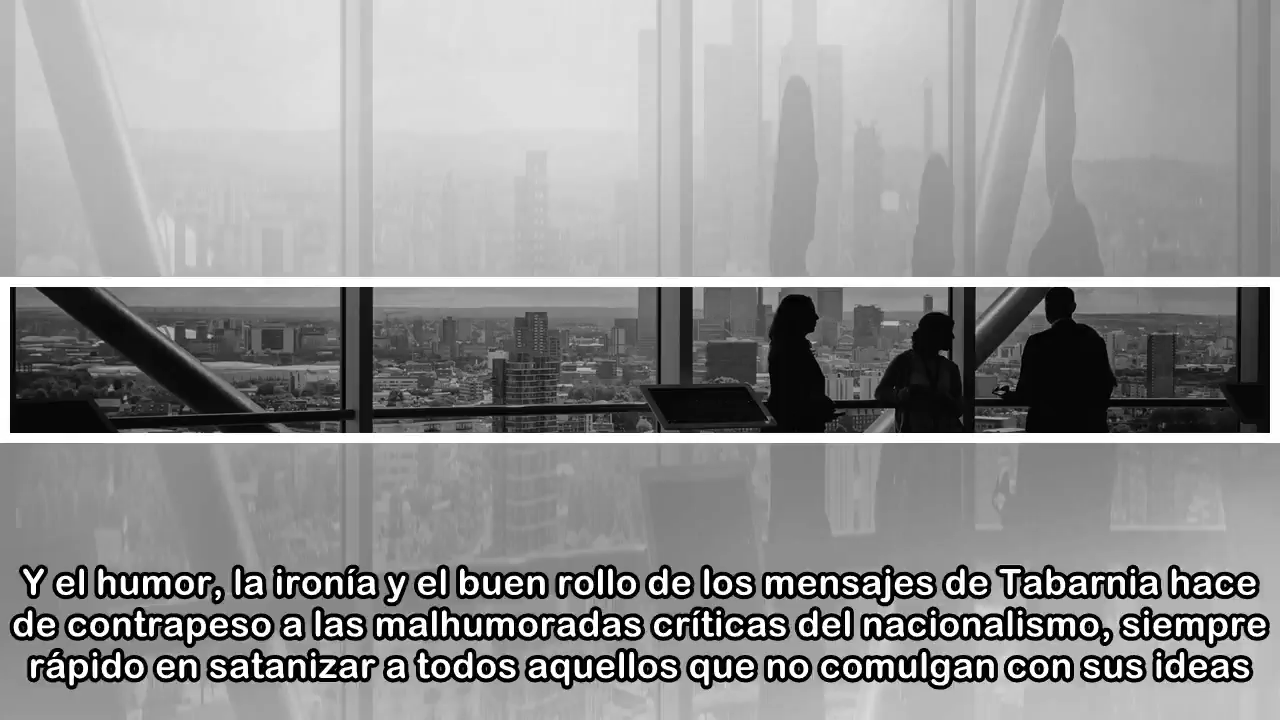 Y el humor, la ironía y el buen rollo de los mensajes de Tabarnia hace
de contrapeso a las malhumoradas críticas del nacionalismo, siempre
rápido en satanizar a todos aquellos que no comulgan con sus ideas